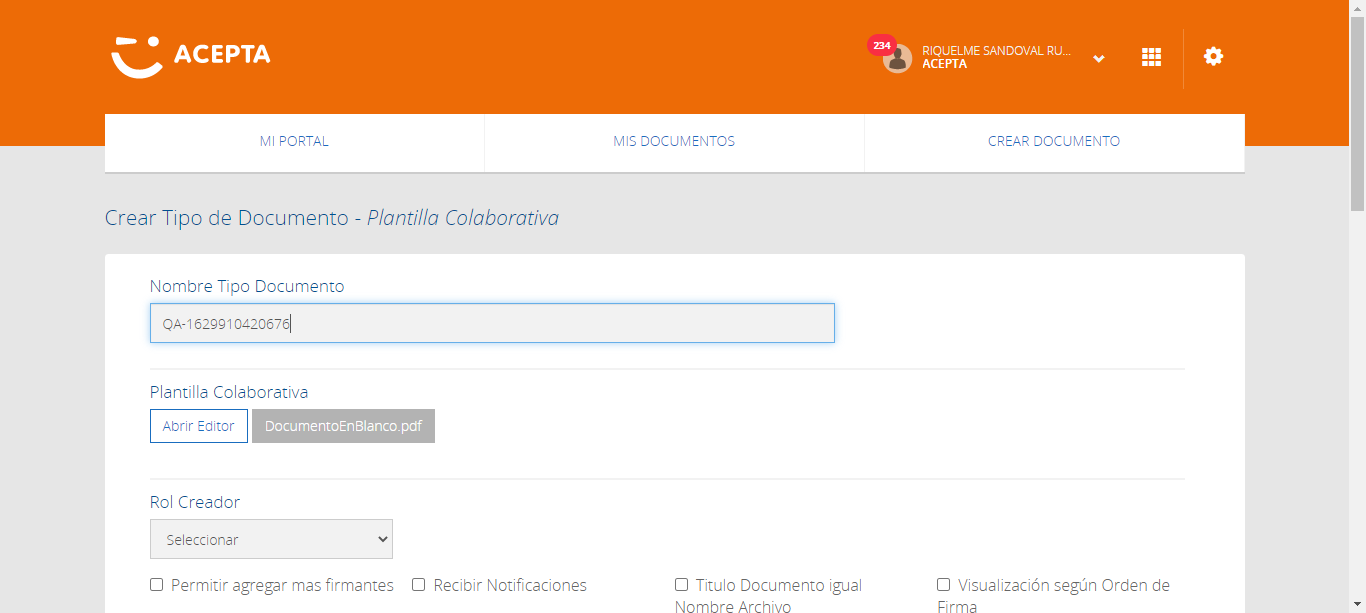 ACEPTA
234
RIQUELME SANDOVAL RU...
ACEPTA
MI PORTAL
MIS DOCUMENTOS
CREAR DOCUMENTO
Crear Tipo de Documento - Plantilla Colaborativa
Nombre Tipo Documento
QA-1629910420676
Plantilla Colaborativa
Abrir Editor
DocumentoEnBlanco.pdf
Rol Creador
Seleccionar
Permitir agregar mas firmantes
Recibir Notificaciones
Titulo Documento igual
Nombre Archivo
Visualización según Orden de
Firma